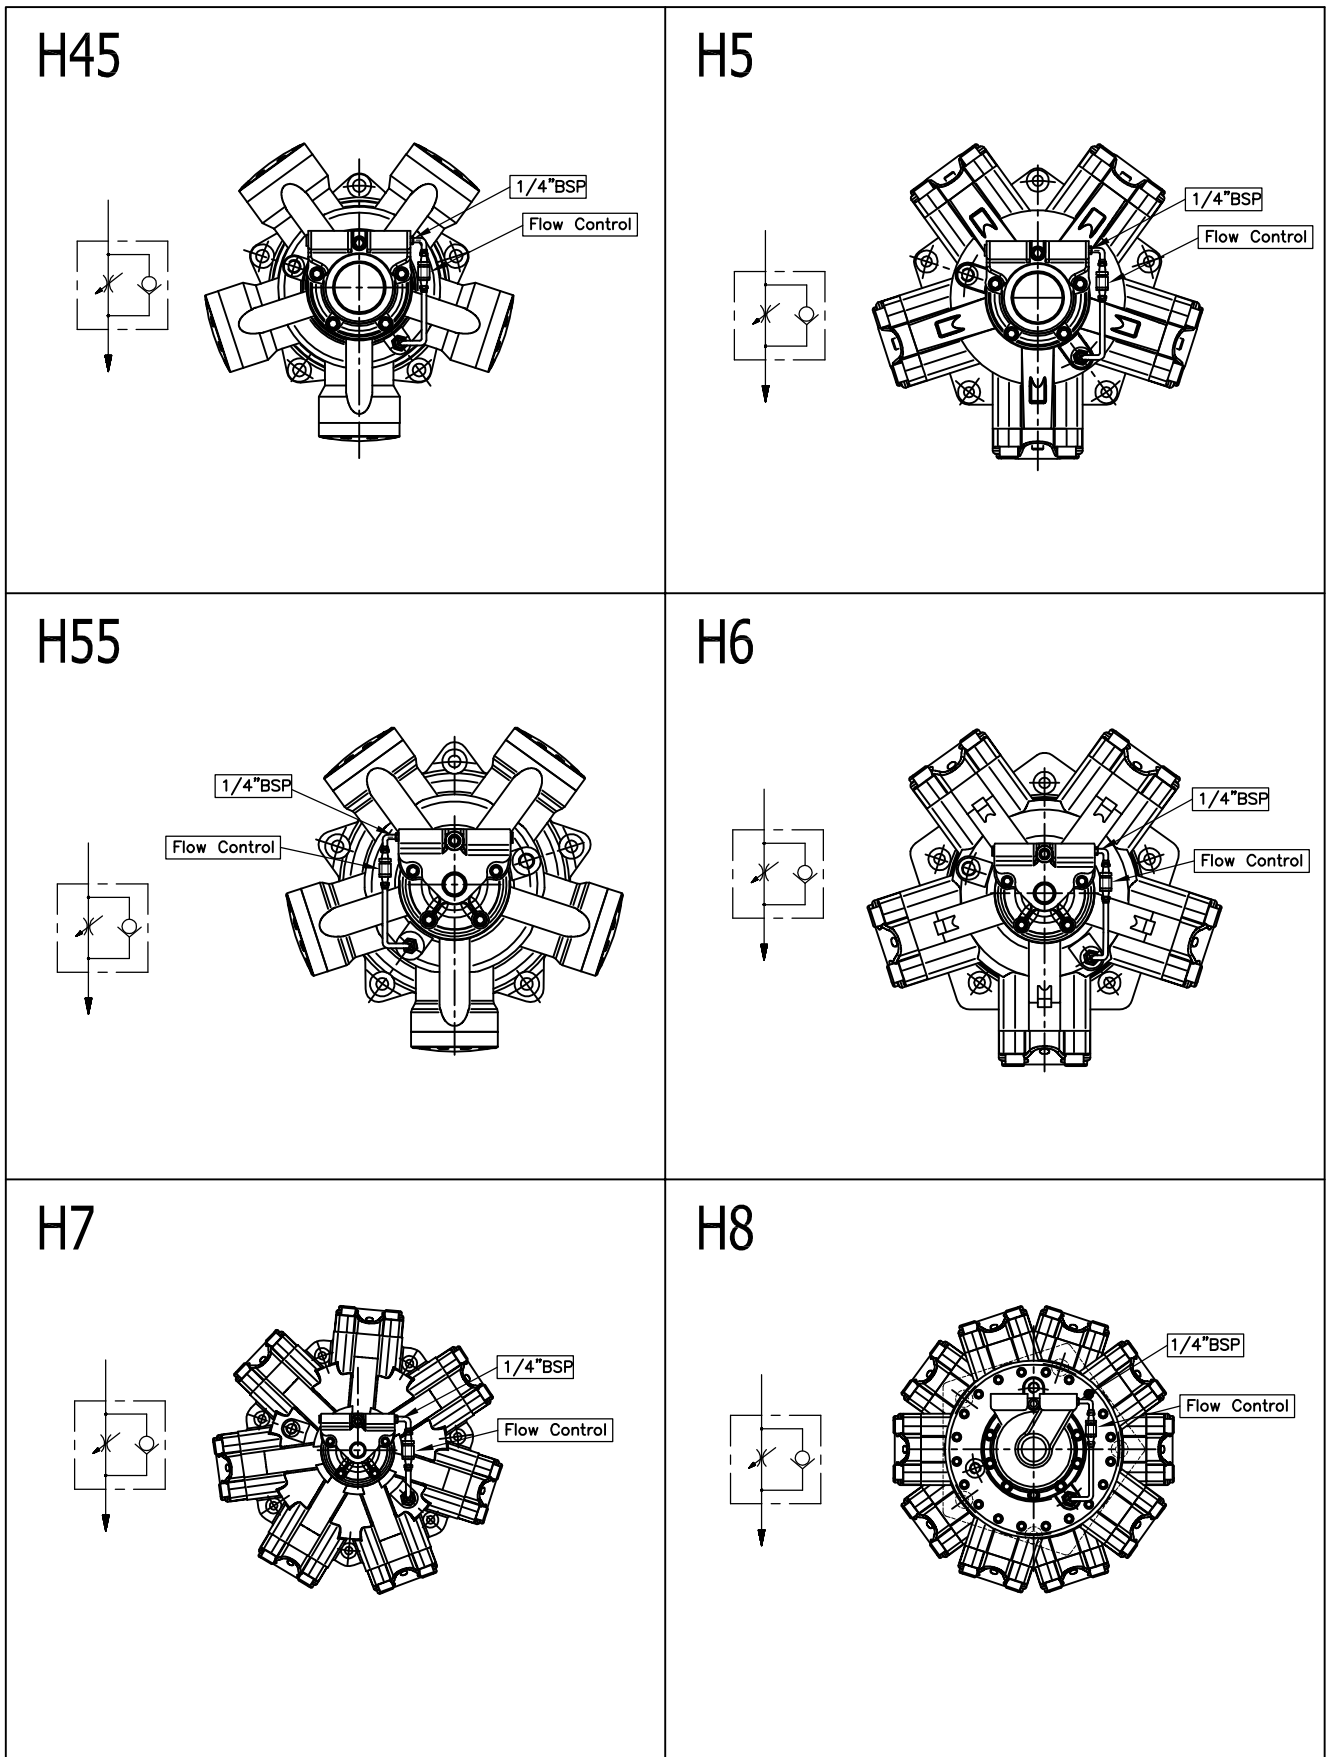 H45
1/4"BSP
Flow Control
H5
1/4"BSP
Flow Control
H55
1/4"BSP
Flow Control
H6
1/4"BSP
Flow Control
H7
1/4"BSP
Flow Control
H8
1/4"BSP
Flow Control